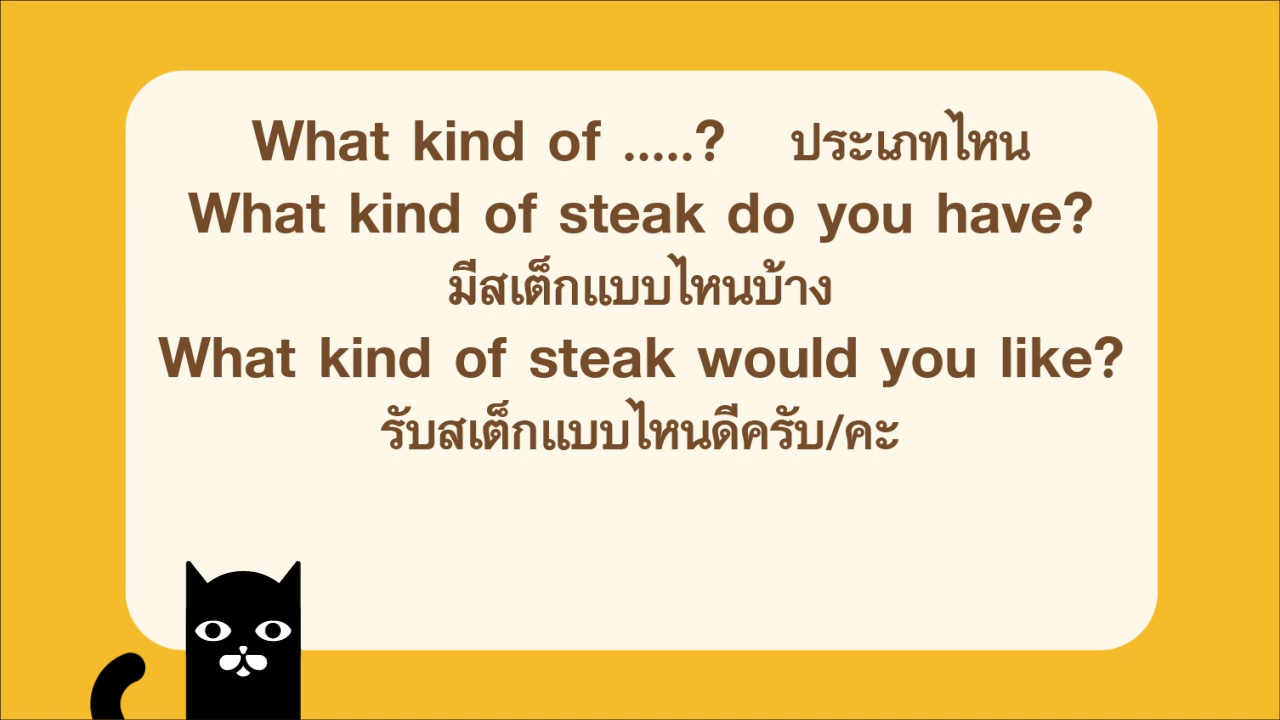 What kind of .....? ประเภทไหน
What kind of steak do you have?
มีสเต็กแบบไหนบ้าง
What kind of steak would you like?
รับสเต็กแบบไหนดีครับ/คะ